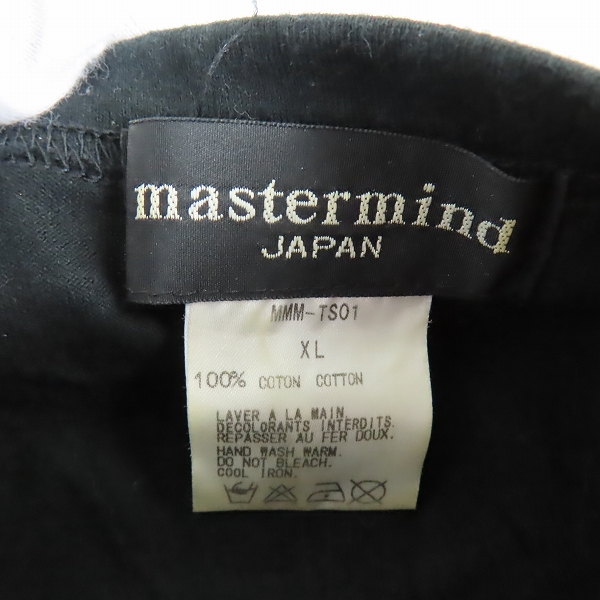 mastermind
JAPAN
MMM-TS01
XL
100% COTON COTTON
LAVER A LA MAIN.
DECOLORANTS INTERDITS.
REPASSER AU FER DOUX.
HAND WASH WARM.
DO NOT BLEACH.
COOL IRON.